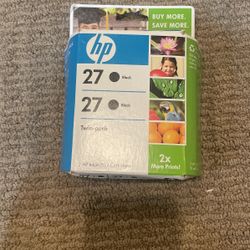 BUY MORE.
SAVE MORE.
hp
27 Black
27 Black
Twin-pack
2x
More Prints!